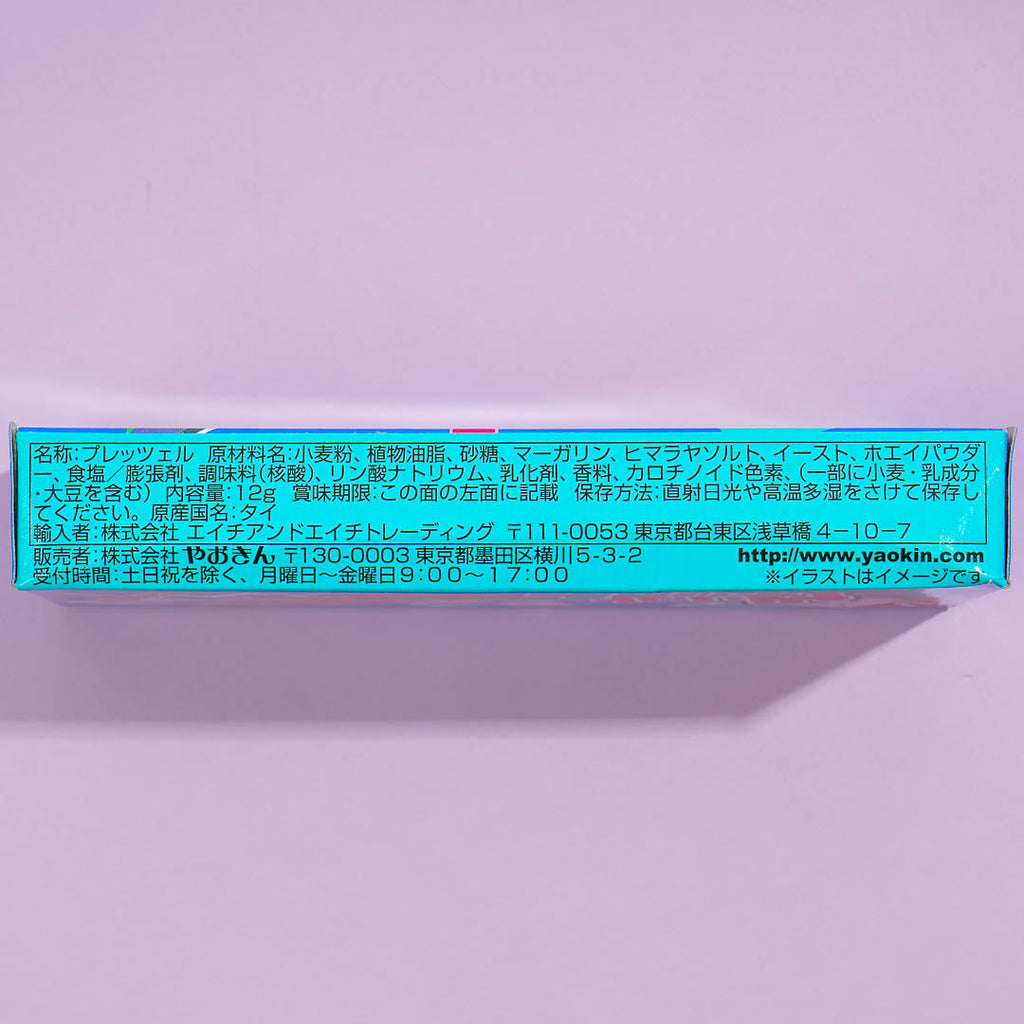 名称:プレッツェル 原材料名:小麦粉、植物油脂、砂糖、マーガリン、ヒマラヤソルト、イースト、ホエイパウダ
ー、食塩/膨張剤、調味料(核酸)、リン酸ナトリウム、乳化剤、香料、カロチノイド色素、(一部に小麦・乳成分
・大豆を含む) 内容量:12g 賞味期限:この面の左面に記載 保存方法:直射日光や高温多湿をさけて保存し
てください。原産国名:タイ
輸入者:株式会社 エイチアンドエイチトレーディング 〒111-0053 東京都台東区浅草橋4-10-7
販売者:株式会社 やおきん 〒130-0003 東京都墨田区横川5-3-2 http://www.yaokin.com
受付時間:土日祝を除く、月曜日~金曜日9:00~17:00 ※イラストはイメージです